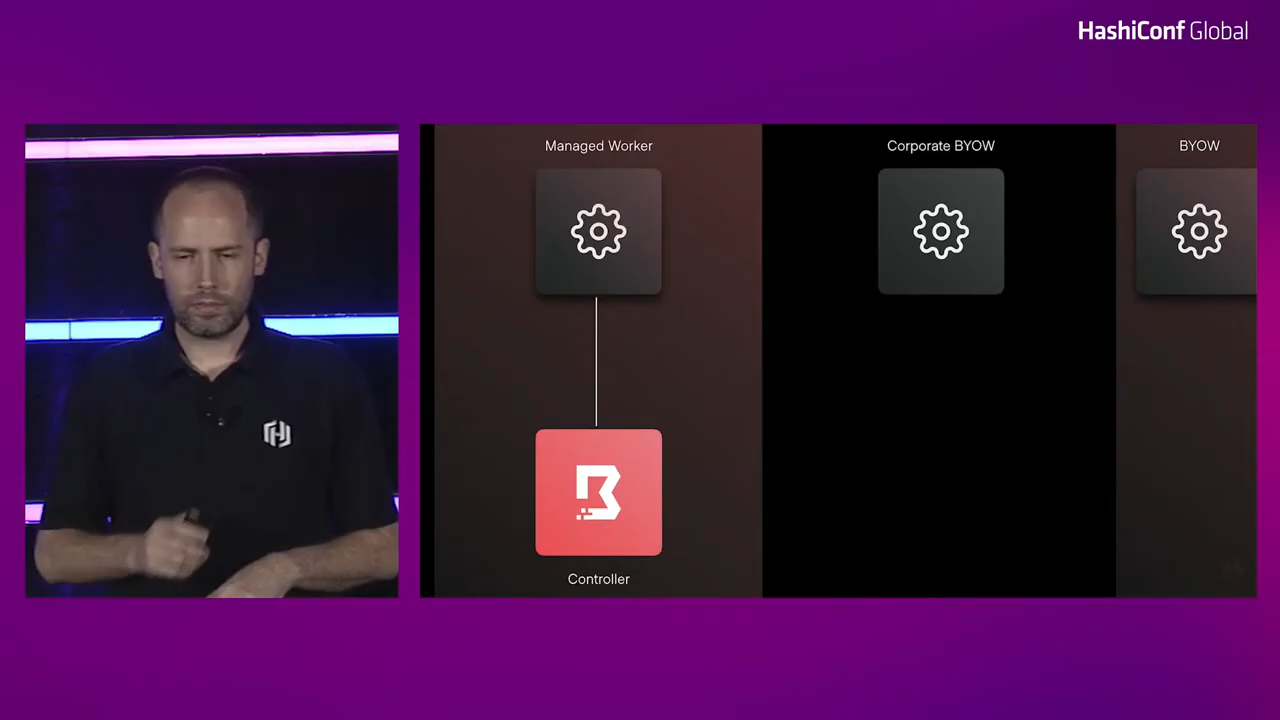 HashiConf Global
Managed Worker
Corporate BYOW
BYOW
Controller